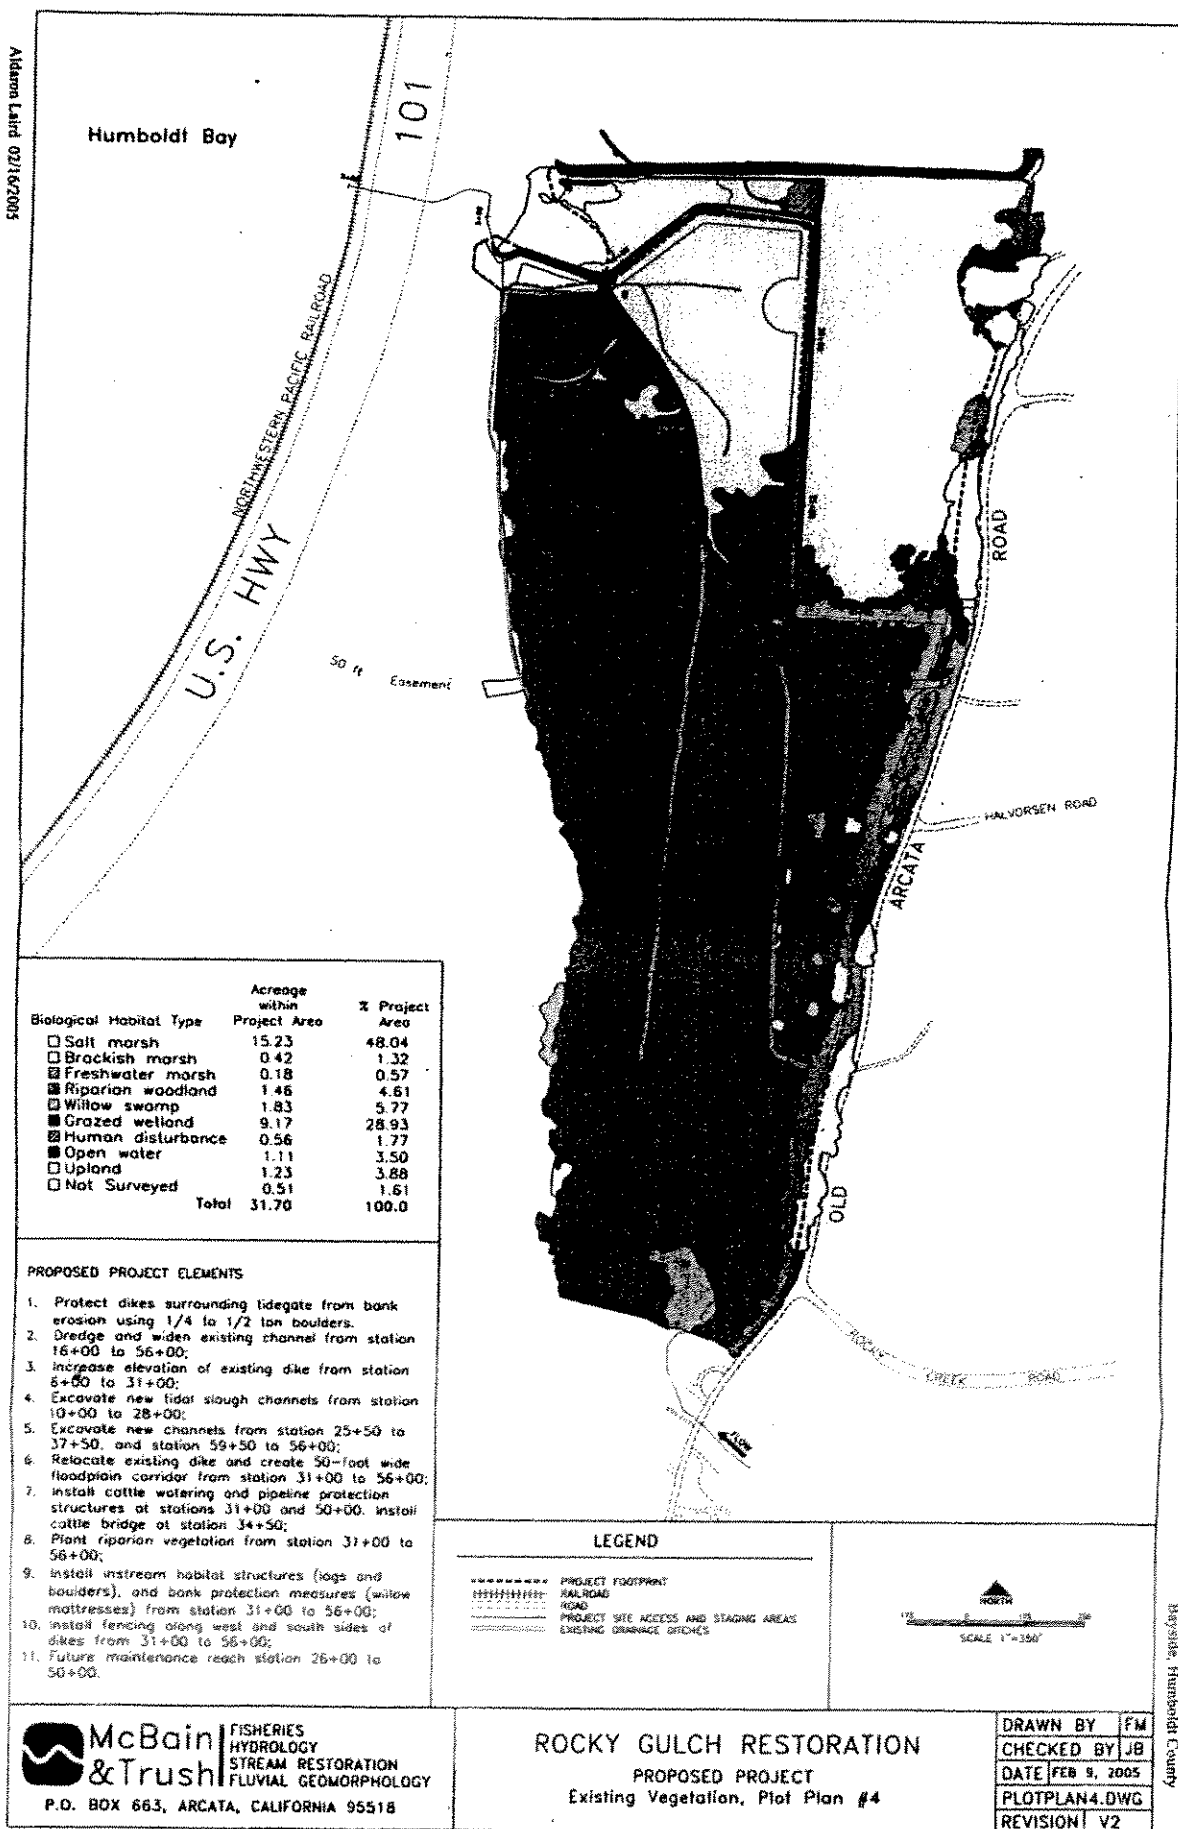 Aldaron Laird 02/16/2005
Humboldt Bay
101
NORTHWESTERN PACIFIC RAILROAD
U.S. HWY
50 ft Easement
ROAD
HALVORSEN ROAD
ARCATA
OLD
ROCKY CREEK ROAD
FLOW
Acreage
within
Project Area
% Project
Area
Biological Habitat Type
Salt marsh 15.23 48.04
Brackish marsh 0.42 1.32
Freshwater marsh 0.18 0.57
Riparian woodland 1.46 4.61
Willow swamp 1.83 5.77
Grazed wetland 9.17 28.93
Human disturbance 0.56 1.77
Open water 1.11 3.50
Upland 1.23 3.88
Not Surveyed 0.51 1.61
Total 31.70 100.0
PROPOSED PROJECT ELEMENTS
1. Protect dikes surrounding tidegate from bank
erosion using 1/4 to 1/2 ton boulders.
2. Dredge and widen existing channel from station
16+00 to 56+00;
3. Increase elevation of existing dike from station
6+00 to 31+00;
4. Excavate new tidal slough channels from station
10+00 to 28+00;
5. Excavate new channels from station 25+50 to
37+50, and station 59+50 to 56+00;
6. Relocate existing dike and create 50-foot wide
floodplain corridor from station 31+00 to 56+00;
7. Install cattle watering and pipeline protection
structures at stations 31+00 and 50+00. Install
cattle bridge at station 34+50;
8. Plant riparian vegetation from station 31+00 to
56+00;
9. Install instream habitat structures (logs and
boulders), and bank protection measures (willow
mattresses) from station 31+00 to 56+00;
10. Install fencing along west and south sides of
dikes from 31+00 to 56+00;
11. Future maintenance reach station 26+00 to
50+00.
LEGEND
PROJECT FOOTPRINT
RAILROAD
ROAD
PROJECT SITE ACCESS AND STAGING AREAS
EXISTING DRAINAGE DITCHES
NORTH
175 0 175 350
SCALE 1"=350'
Bayside, Humboldt County
McBain
& Trush
FISHERIES
HYDROLOGY
STREAM RESTORATION
FLUVIAL GEOMORPHOLOGY
P.O. BOX 663, ARCATA, CALIFORNIA 95518
ROCKY GULCH RESTORATION
PROPOSED PROJECT
Existing Vegetation, Plot Plan #4
DRAWN BY FM
CHECKED BY JB
DATE FEB 9, 2005
PLOTPLAN4.DWG
REVISION V2